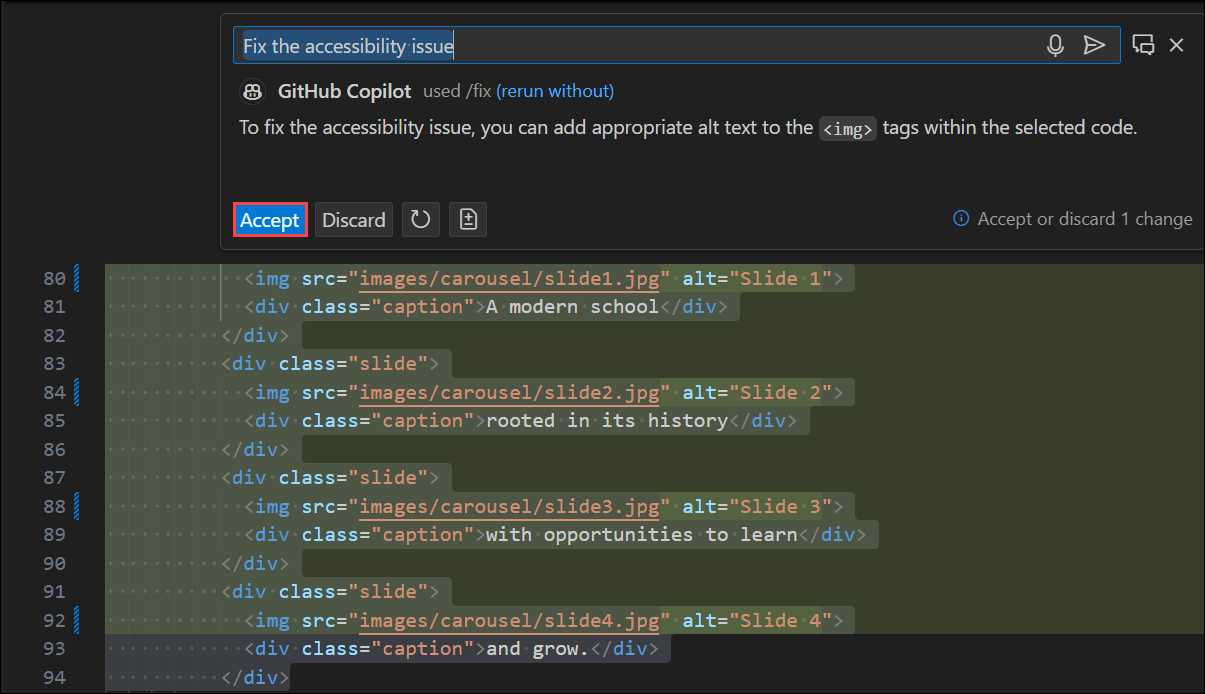 Fix the accessibility issue
GitHub Copilot used /fix (rerun without)
To fix the accessibility issue, you can add appropriate alt text to the <img> tags within the selected code.
Accept Discard Accept or discard 1 change
80 <img src="images/carousel/slide1.jpg" alt="Slide 1">
81 <div class="caption">A modern school</div>
82 </div>
83 <div class="slide">
84 <img src="images/carousel/slide2.jpg" alt="Slide 2">
85 <div class="caption">rooted in its history</div>
86 </div>
87 <div class="slide">
88 <img src="images/carousel/slide3.jpg" alt="Slide 3">
89 <div class="caption">with opportunities to learn</div>
90 </div>
91 <div class="slide">
92 <img src="images/carousel/slide4.jpg" alt="Slide 4">
93 <div class="caption">and grow.</div>
94 </div>